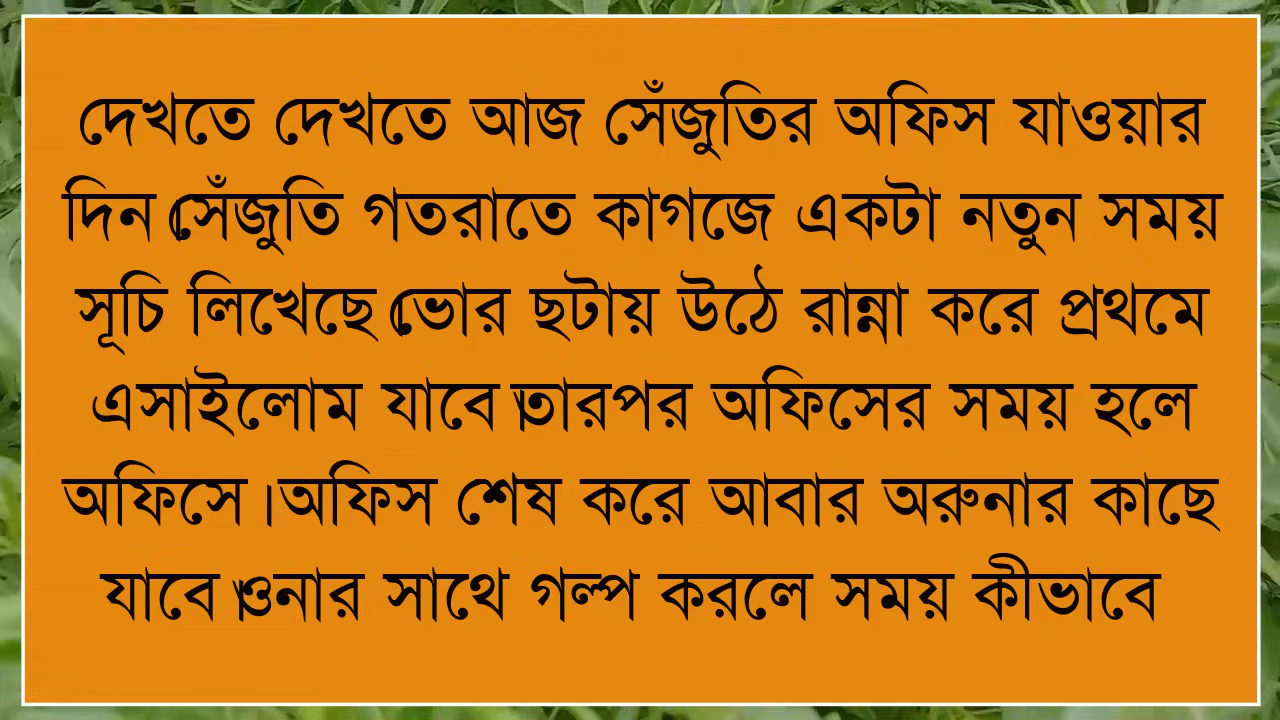 দেখতে দেখতে আজ সেঁজুতির অফিস যাওয়ার
দিন।সেঁজুতি গতরাতে কাগজে একটা নতুন সময়
সূচি লিখেছে।ভোর ছটায় উঠে রান্না করে প্রথমে
এসাইলোম যাবে।তারপর অফিসের সময় হলে
অফিসে।অফিস শেষ করে আবার অরুনার কাছে
যাবে।ওনার সাথে গল্প করলে সময় কীভাবে